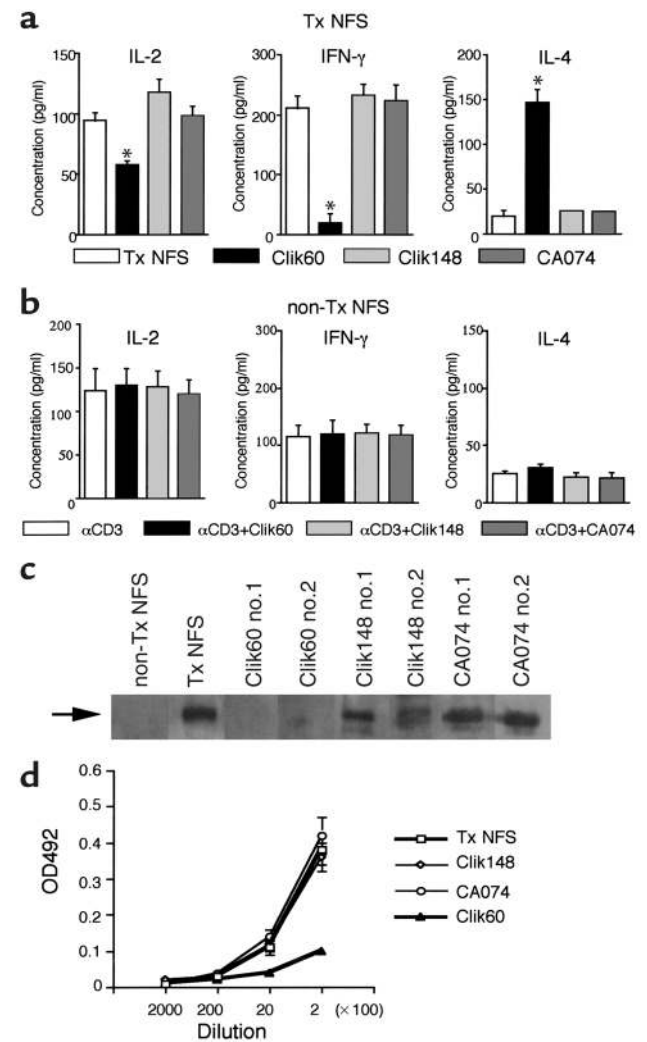 a
Tx NFS
IL-2
IFN-γ
IL-4
Concentration (pg/ml)
150
100
50
0
Concentration (pg/ml)
300
200
100
0
Concentration (pg/ml)
200
150
100
50
0
*
*
*
Tx NFS
Clik60
Clik148
CA074
b
non-Tx NFS
IL-2
IFN-γ
IL-4
Concentration (pg/ml)
200
150
100
50
0
Concentration (pg/ml)
300
200
100
0
Concentration (pg/ml)
150
100
50
0
αCD3
αCD3+Clik60
αCD3+Clik148
αCD3+CA074
c
non-Tx NFS
Tx NFS
Clik60 no.1
Clik60 no.2
Clik148 no.1
Clik148 no.2
CA074 no.1
CA074 no.2
d
OD492
0.6
0.5
0.4
0.3
0.2
0.1
0
2000 200 20 2 (×100)
Dilution
Tx NFS
Clik148
CA074
Clik60